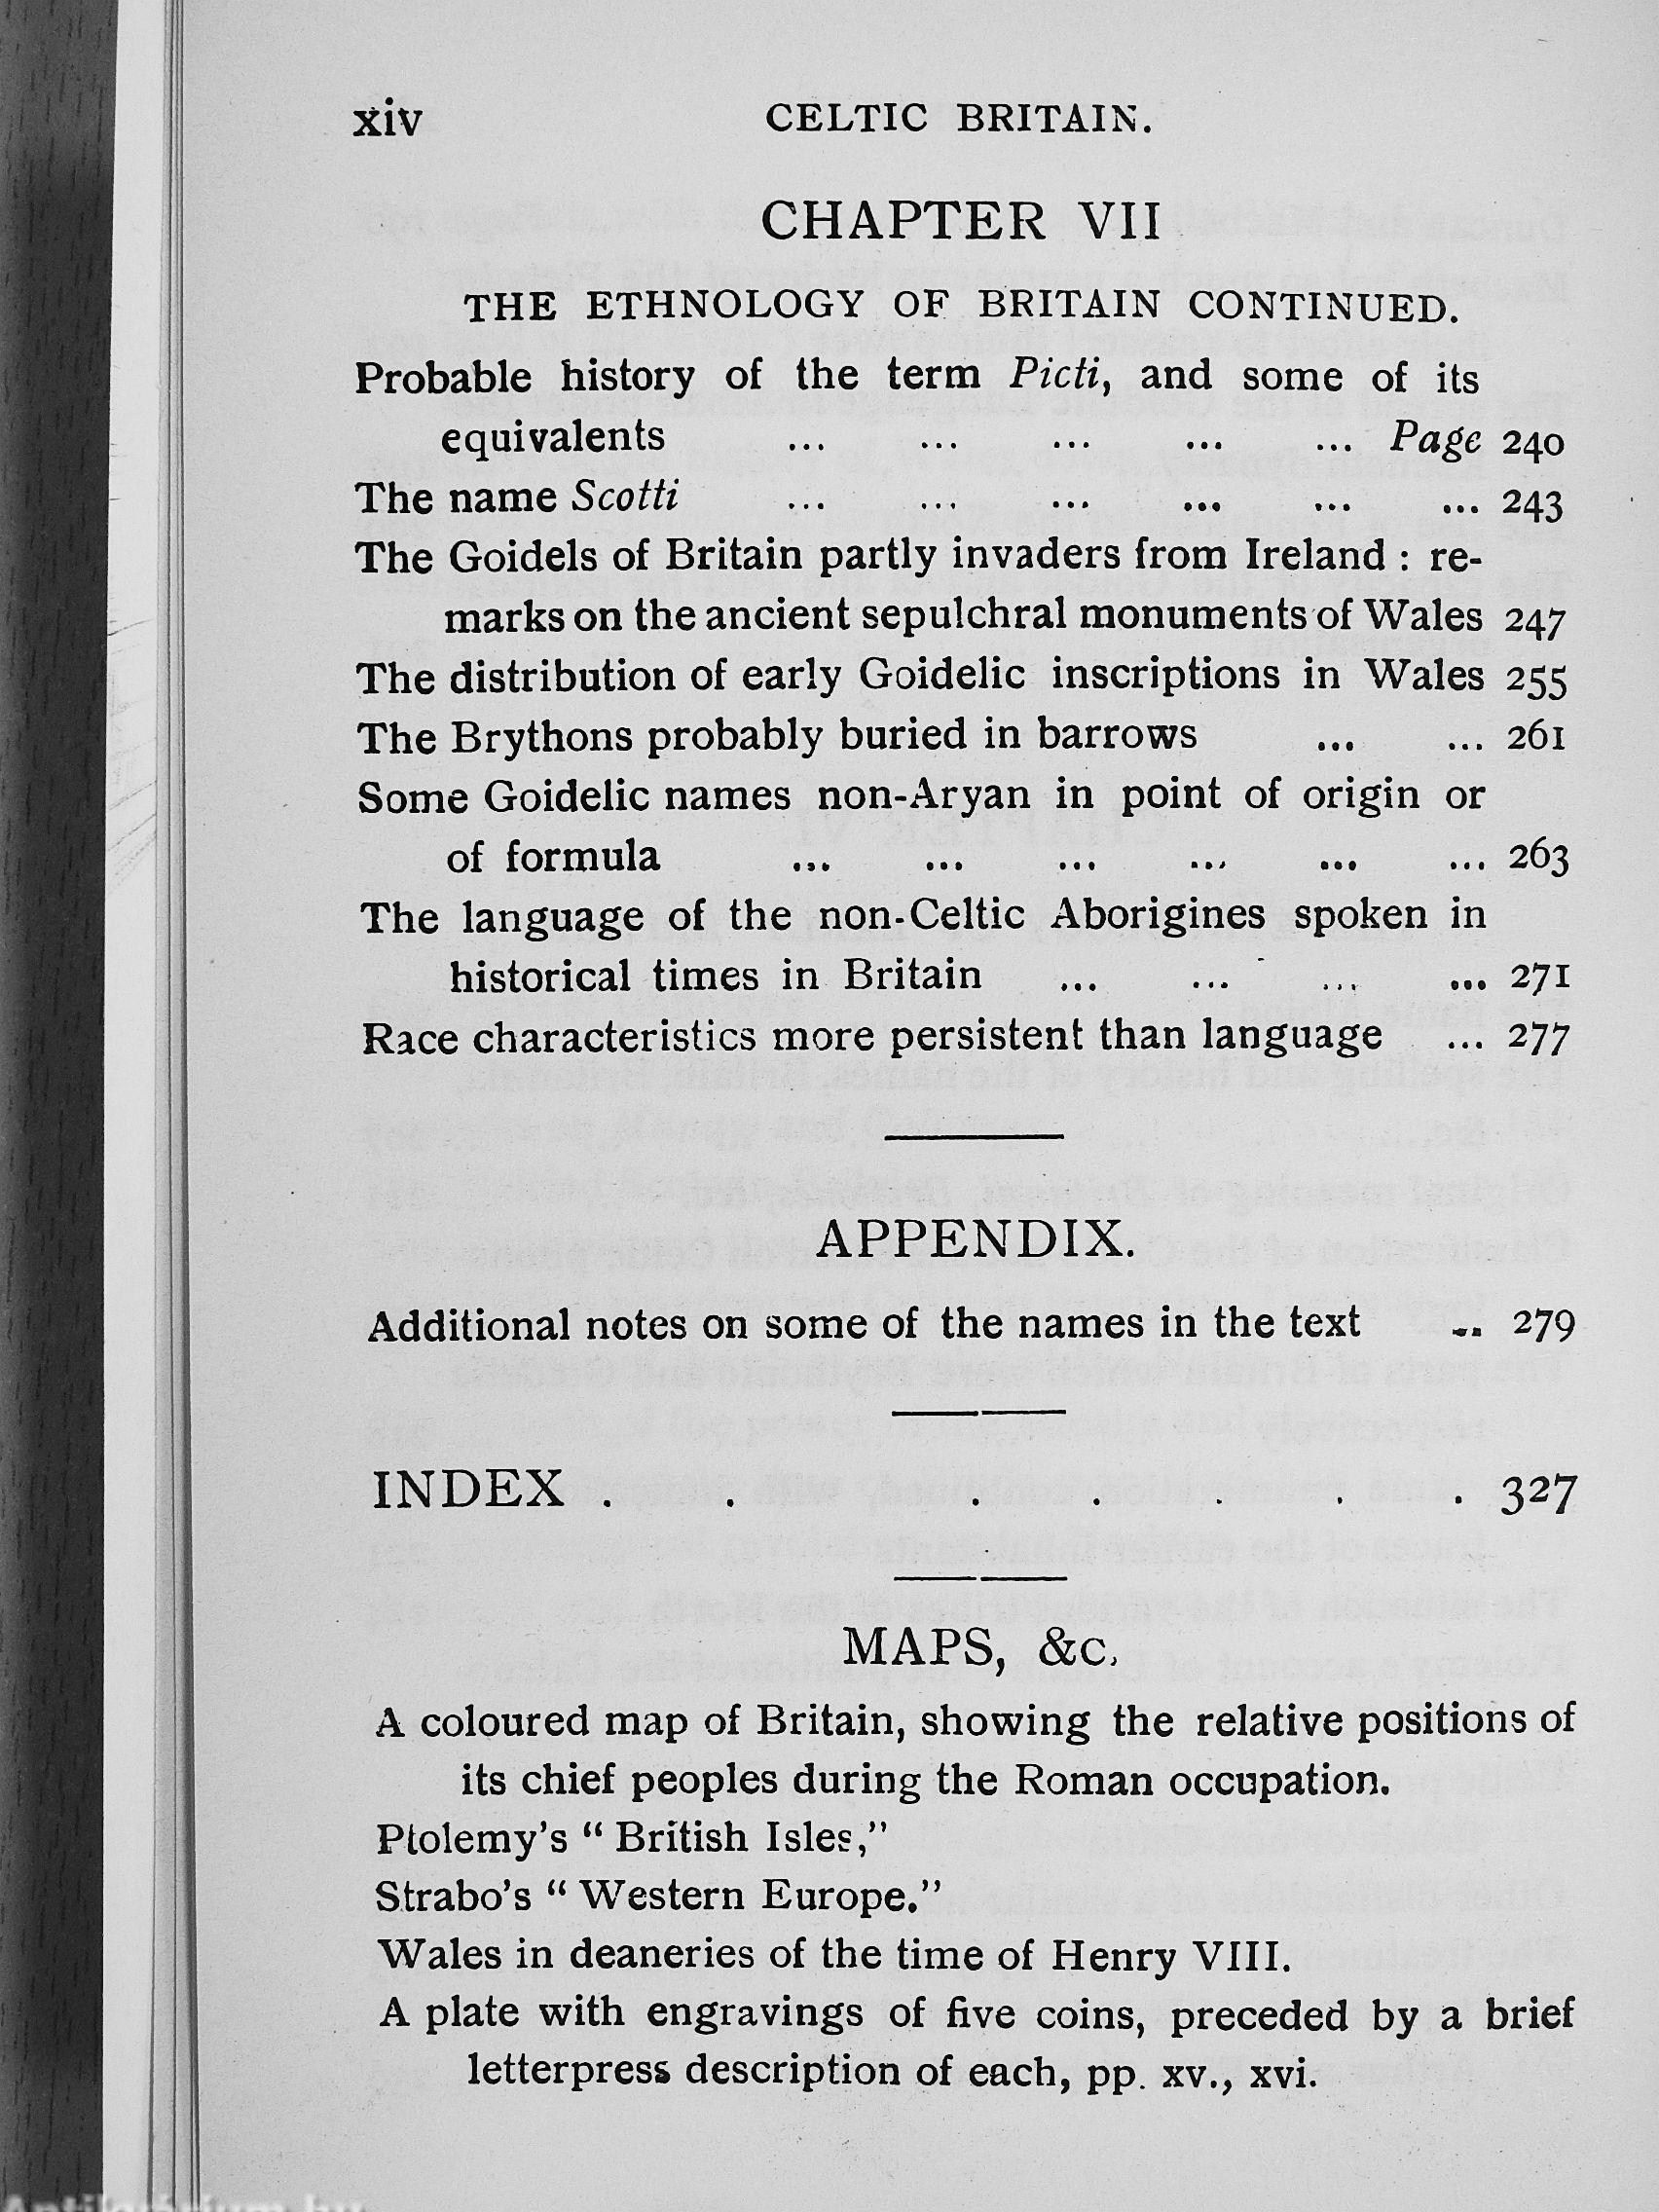 xiv CELTIC BRITAIN.
CHAPTER VII
THE ETHNOLOGY OF BRITAIN CONTINUED.
Probable history of the term Picti, and some of its
equivalents ... ... ... ... ... Page 240
The name Scotti ... ... ... ... ... ... 243
The Goidels of Britain partly invaders from Ireland : re-
marks on the ancient sepulchral monuments of Wales 247
The distribution of early Goidelic inscriptions in Wales 255
The Brythons probably buried in barrows ... ... 261
Some Goidelic names non-Aryan in point of origin or
of formula ... ... ... ... ... ... 263
The language of the non-Celtic Aborigines spoken in
historical times in Britain ... ... ... ... 271
Race characteristics more persistent than language ... 277
APPENDIX.
Additional notes on some of the names in the text .. 279
INDEX . . . . . . . 327
MAPS, &c.
A coloured map of Britain, showing the relative positions of
its chief peoples during the Roman occupation.
Ptolemy's "British Isles,"
Strabo's "Western Europe."
Wales in deaneries of the time of Henry VIII.
A plate with engravings of five coins, preceded by a brief
letterpress description of each, pp. xv., xvi.